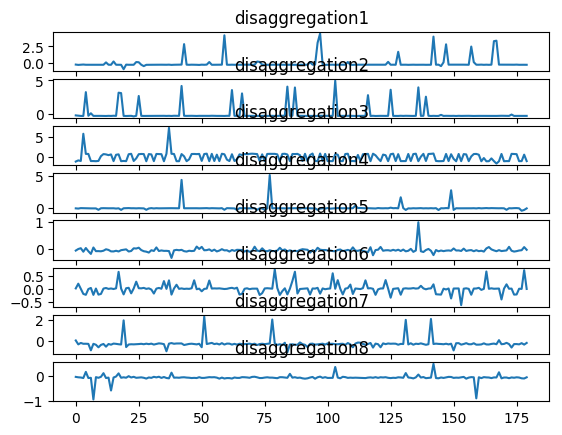 disaggregation1
2.5
0.0
disaggregation2
5
0
disaggregation3
5
0
disaggregation4
5
0
disaggregation5
1
0
disaggregation6
0.5
0.0
−0.5
disaggregation7
2
0
disaggregation8
0
−1
0 25 50 75 100 125 150 175